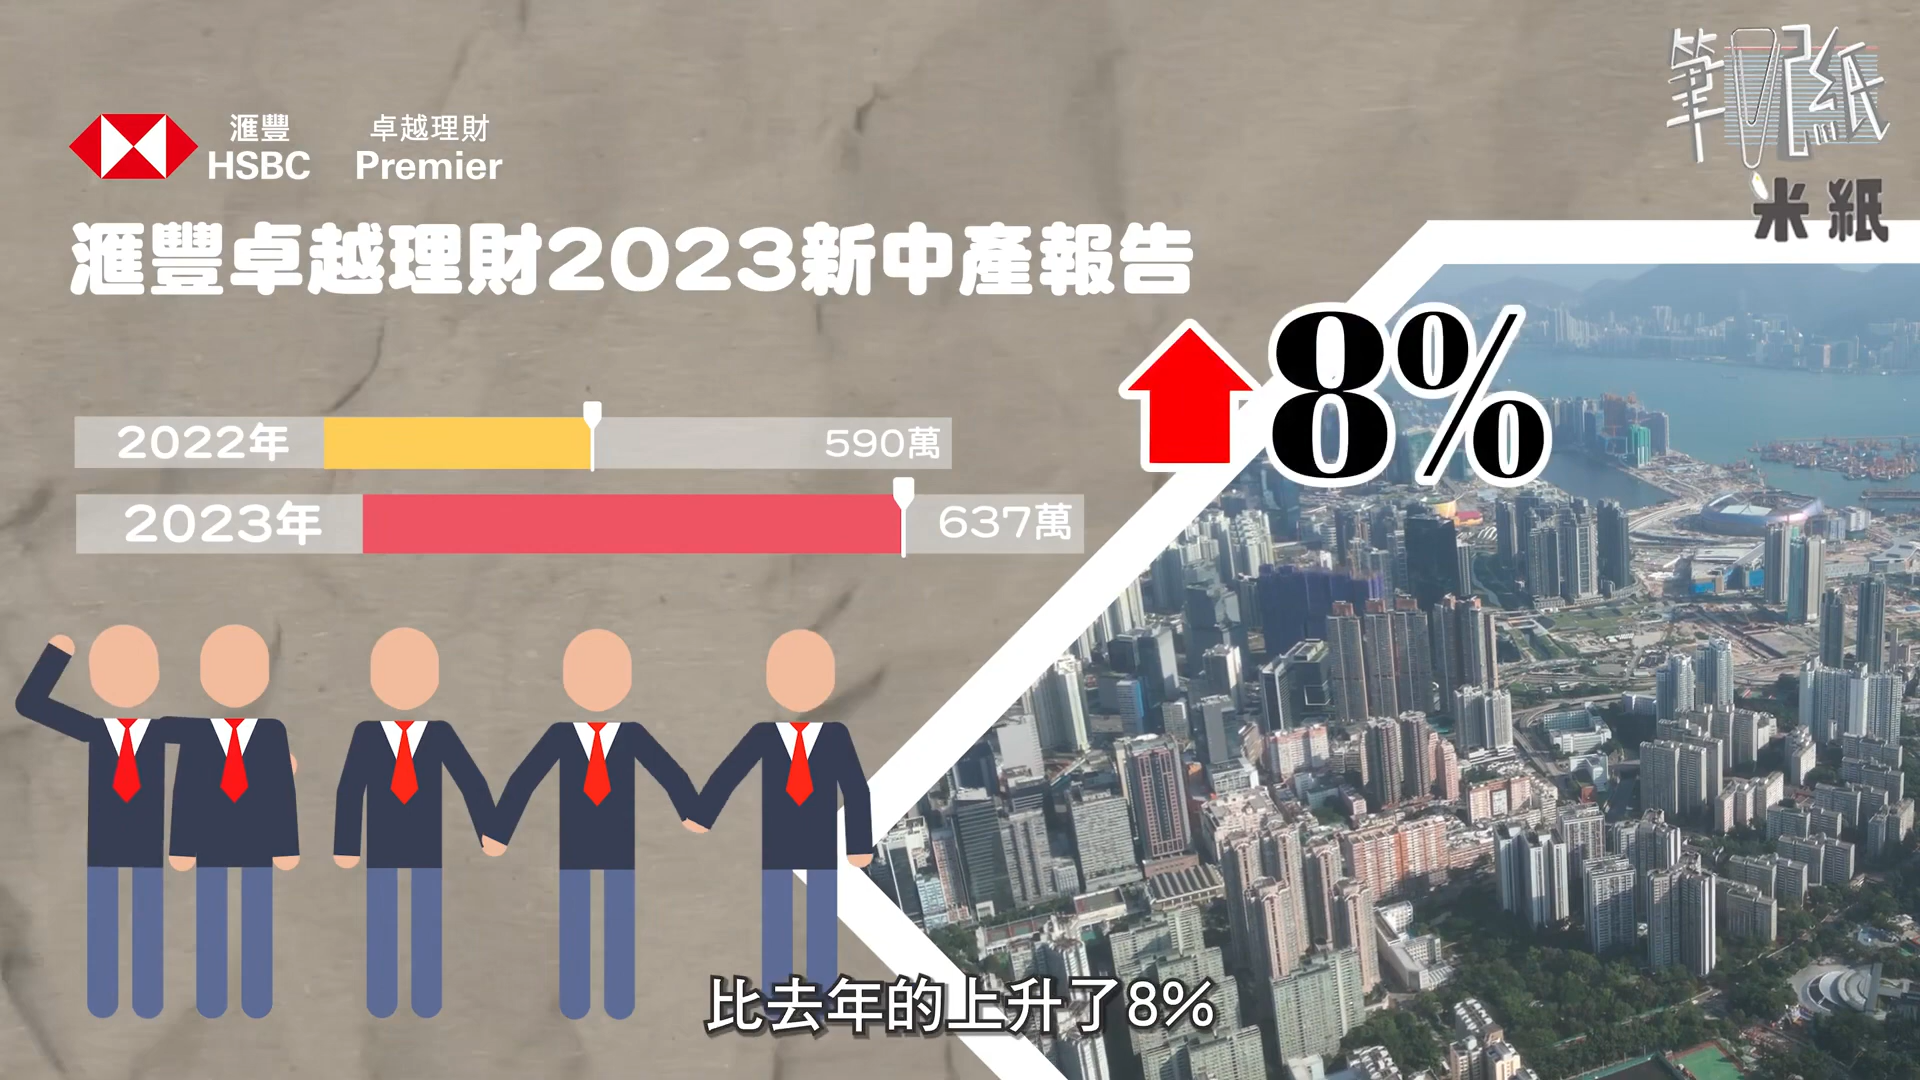 滙豐
HSBC
卓越理財
Premier
筆記紙
米紙
滙豐卓越理財2023新中產報告
8%
2022年
590萬
2023年
637萬
比去年的上升了8%